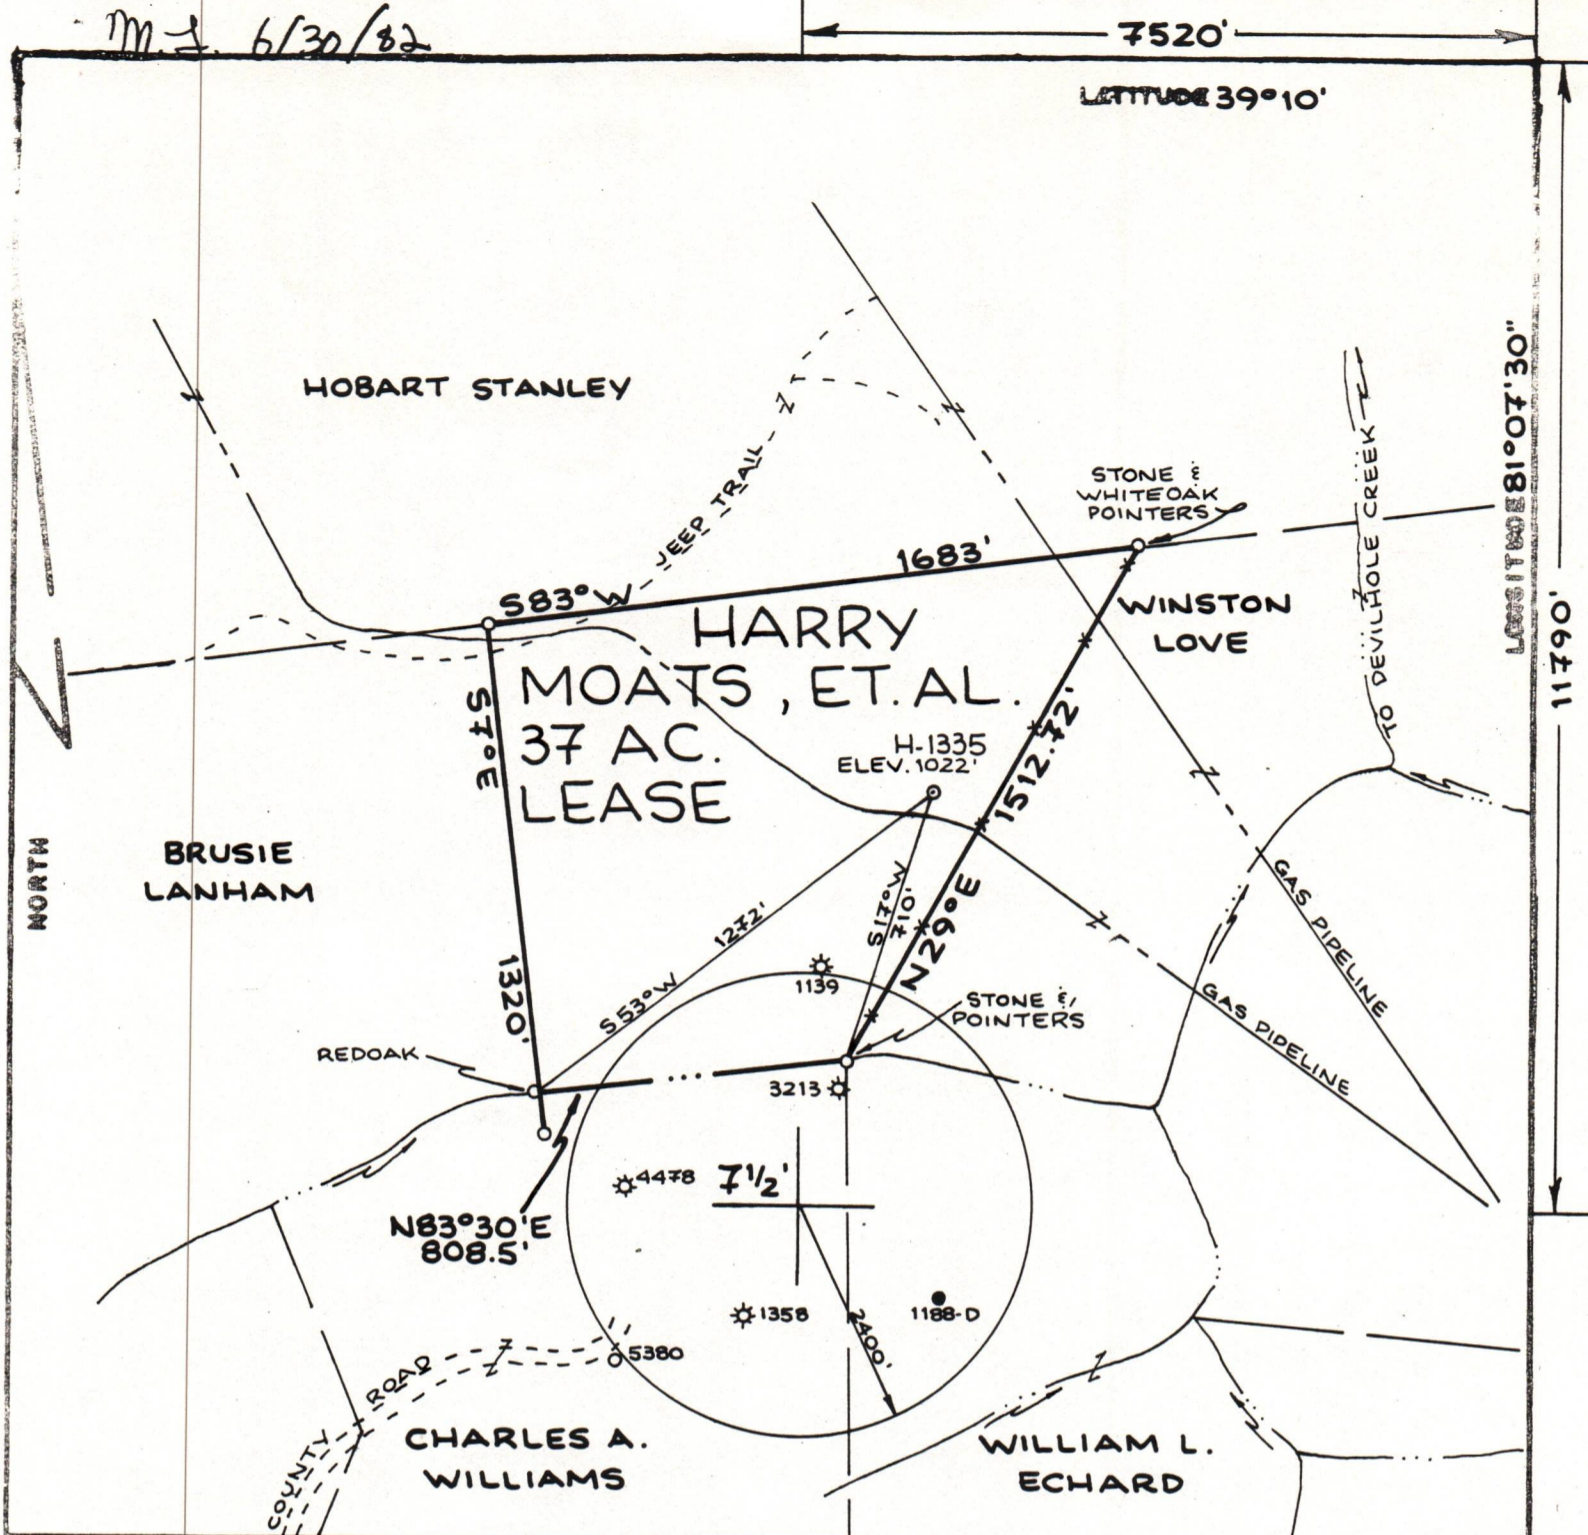 M.L. 6/30/82
7520'
LATITUDE 39°10'
HOBART STANLEY
JEEP TRAIL
STONE &
WHITEOAK
POINTERS
TO DEVILHOLE CREEK
LONGITUDE 81°07'30"
11790'
S83°W
1683'
HARRY
MOATS, ET. AL.
37 AC.
LEASE
WINSTON
LOVE
S7°E
1320'
H-1335
ELEV. 1022'
1512.72'
N29°E
BRUSIE
LANHAM
NORTH
S53°W
1272'
S17°W
710'
GAS PIPELINE
GAS PIPELINE
1139
STONE &
POINTERS
REDOAK
3213
4478
7½'
N83°30'E
808.5'
1358
1188-D
2400'
5380
COUNTY ROAD
CHARLES A.
WILLIAMS
WILLIAM L.
ECHARD